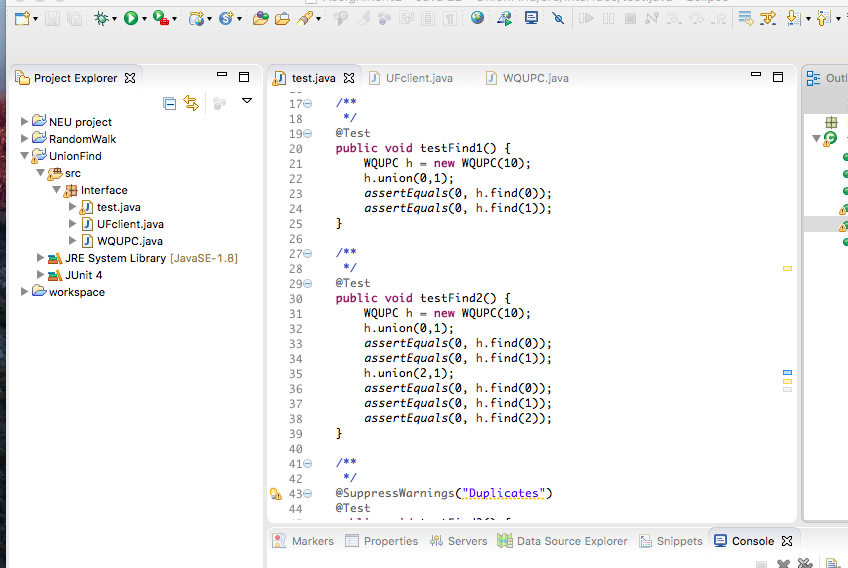 Project Explorer
NEU project
RandomWalk
UnionFind
src
Interface
test.java
UFclient.java
WQUPC.java
JRE System Library [JavaSE-1.8]
JUnit 4
workspace
test.java UFclient.java WQUPC.java
17 /**
18 */
19 @Test
20 public void testFind1() {
21 WQUPC h = new WQUPC(10);
22 h.union(0,1);
23 assertEquals(0, h.find(0));
24 assertEquals(0, h.find(1));
25 }
26
27 /**
28 */
29 @Test
30 public void testFind2() {
31 WQUPC h = new WQUPC(10);
32 h.union(0,1);
33 assertEquals(0, h.find(0));
34 assertEquals(0, h.find(1));
35 h.union(2,1);
36 assertEquals(0, h.find(0));
37 assertEquals(0, h.find(1));
38 assertEquals(0, h.find(2));
39 }
40
41 /**
42 */
43 @SuppressWarnings("Duplicates")
44 @Test
Outl
Markers Properties Servers Data Source Explorer Snippets Console